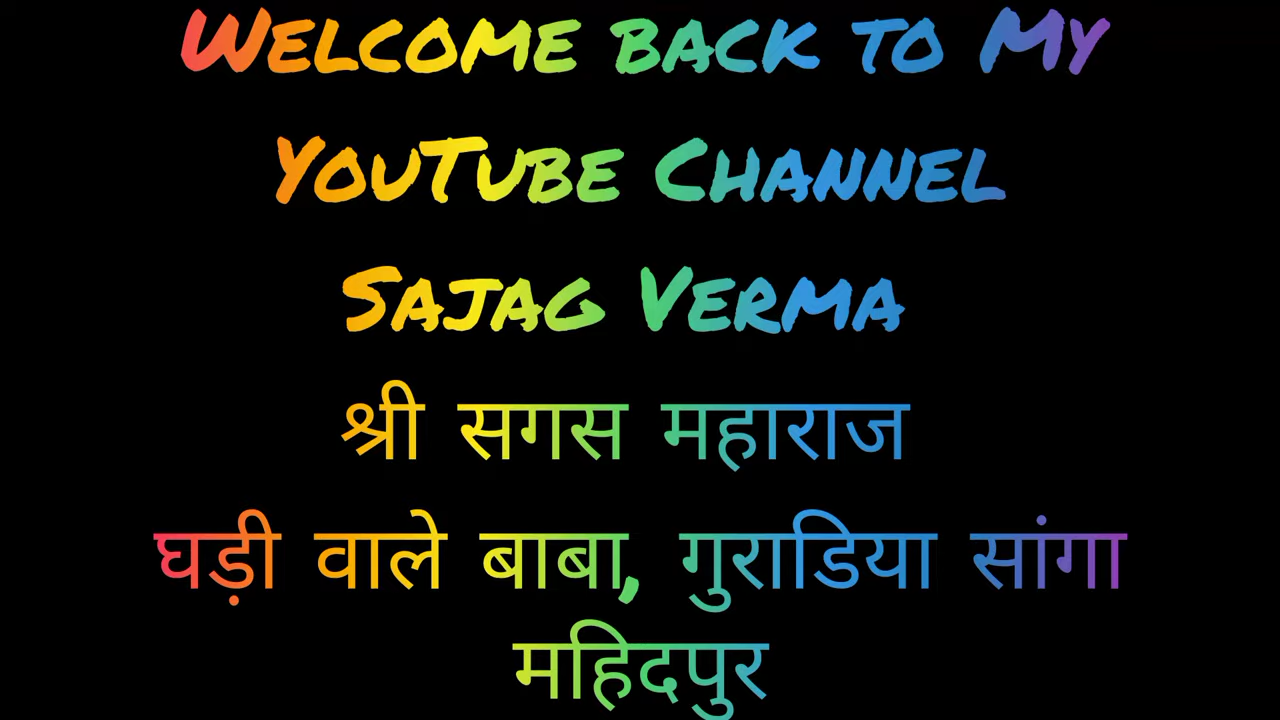 Welcome back to My
YouTube Channel
Sajag Verma
श्री सगस महाराज
घड़ी वाले बाबा, गुराडिया सांगा
महिदपुर